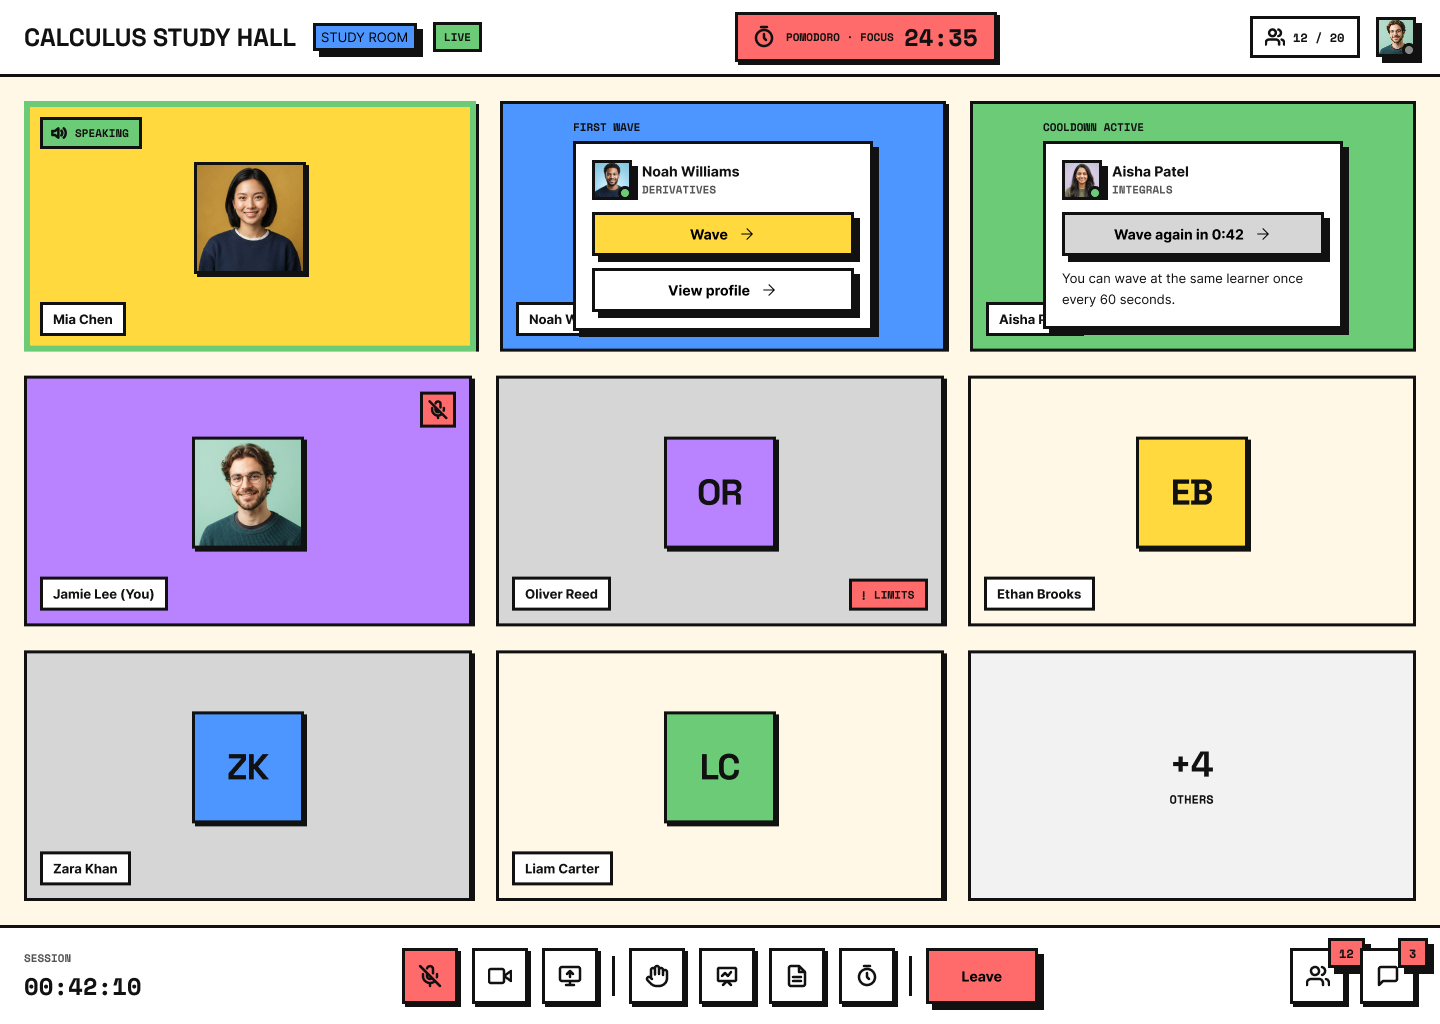 CALCULUS STUDY HALL
STUDY ROOM
LIVE
POMODORO · FOCUS 24:35
12 / 20
SPEAKING
Mia Chen
FIRST WAVE
Noah Williams
DERIVATIVES
Wave →
View profile →
Noah W
COOLDOWN ACTIVE
Aisha Patel
INTEGRALS
Wave again in 0:42 →
You can wave at the same learner once
every 60 seconds.
Aisha P
Jamie Lee (You)
OR
Oliver Reed
! LIMITS
EB
Ethan Brooks
ZK
Zara Khan
LC
Liam Carter
+4
OTHERS
SESSION
00:42:10
Leave
12
3